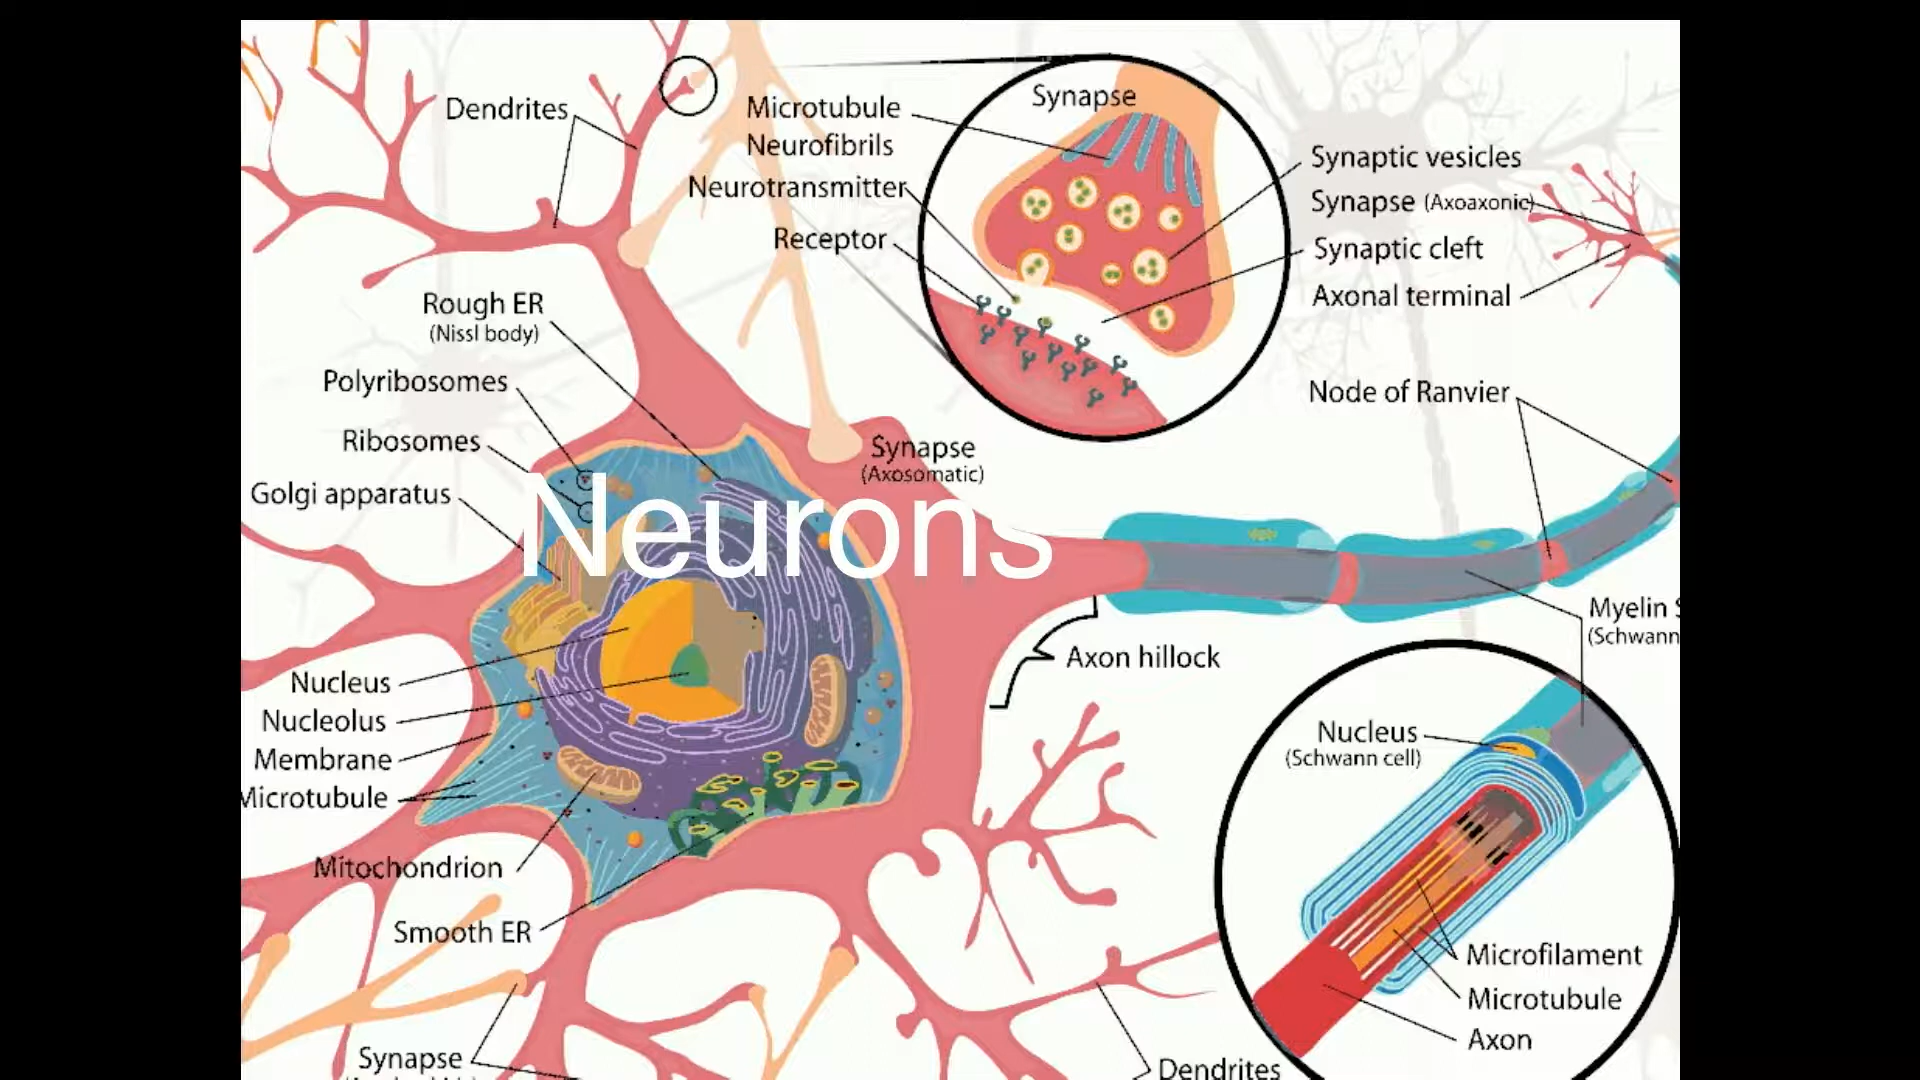 Dendrites
Microtubule
Neurofibrils
Neurotransmitter
Receptor
Synapse
Synaptic vesicles
Synapse (Axoaxonic)
Synaptic cleft
Axonal terminal
Rough ER
(Nissl body)
Polyribosomes
Ribosomes
Golgi apparatus
Synapse
(Axosomatic)
Node of Ranvier
Neurons
Myelin S
(Schwann
Axon hillock
Nucleus
Nucleolus
Membrane
Microtubule
Mitochondrion
Smooth ER
Nucleus
(Schwann cell)
Microfilament
Microtubule
Axon
Synapse
Dendrites